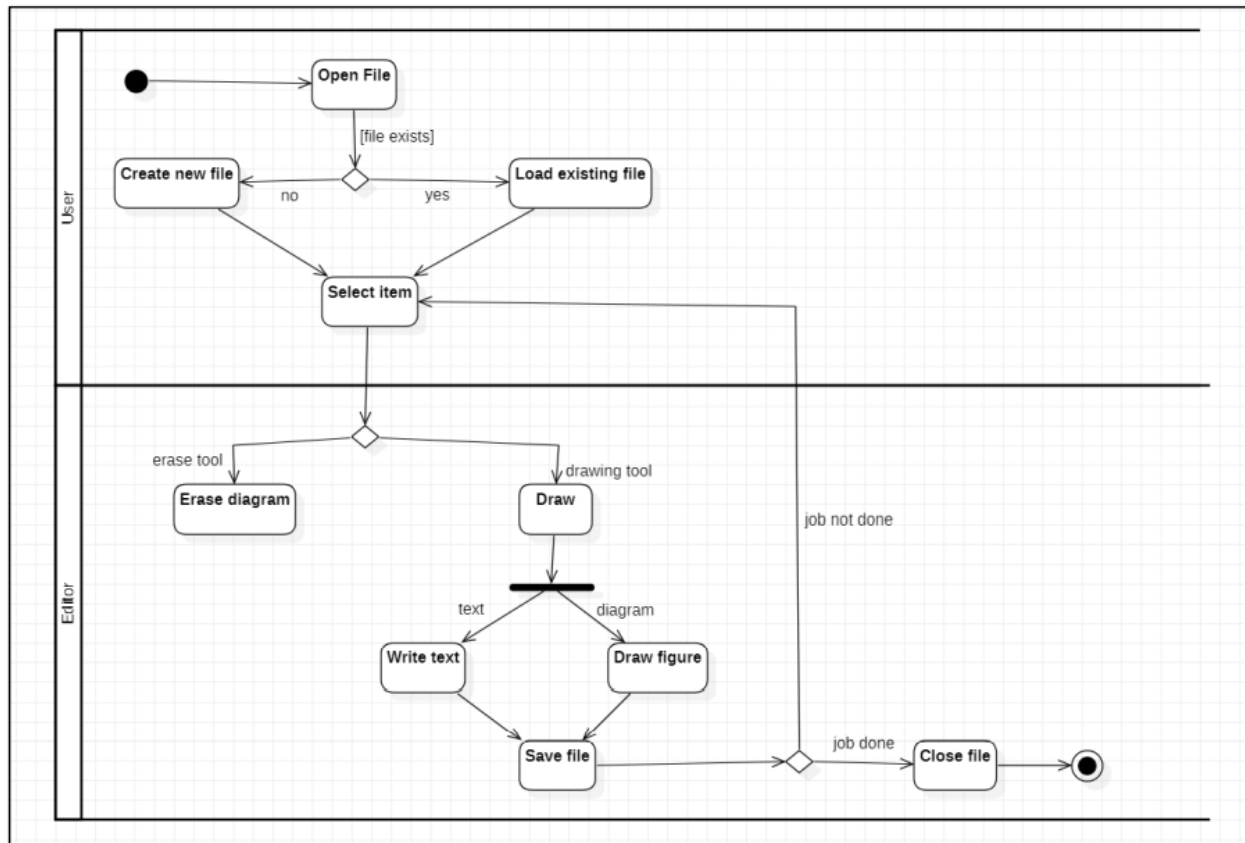 User
Open File
[file exists]
Create new file
Load existing file
no
yes
Select item
Editor
erase tool
drawing tool
Erase diagram
Draw
job not done
text
diagram
Write text
Draw figure
job done
Save file
Close file